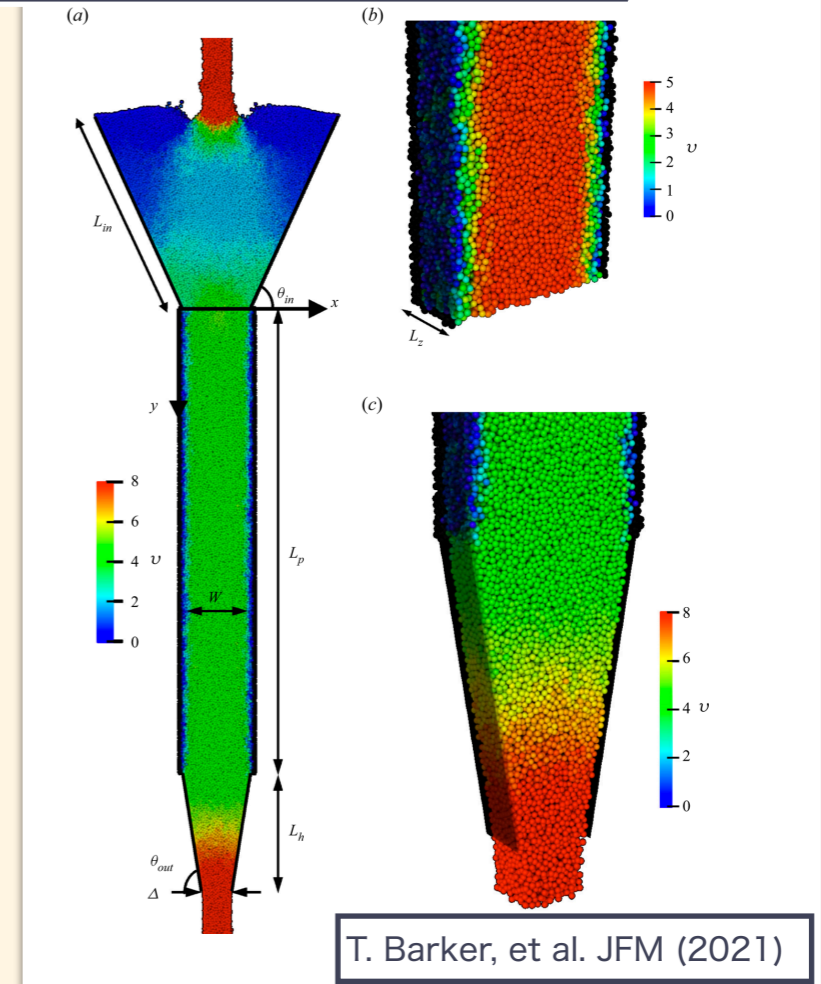 (a)
L_in
θ_in
x
y
8
6
4 υ
2
0
L_p
W
L_h
θ_out
Δ
(b)
5
4
3 υ
2
1
0
L_z
(c)
8
6
4 υ
2
0
T. Barker, et al. JFM (2021)